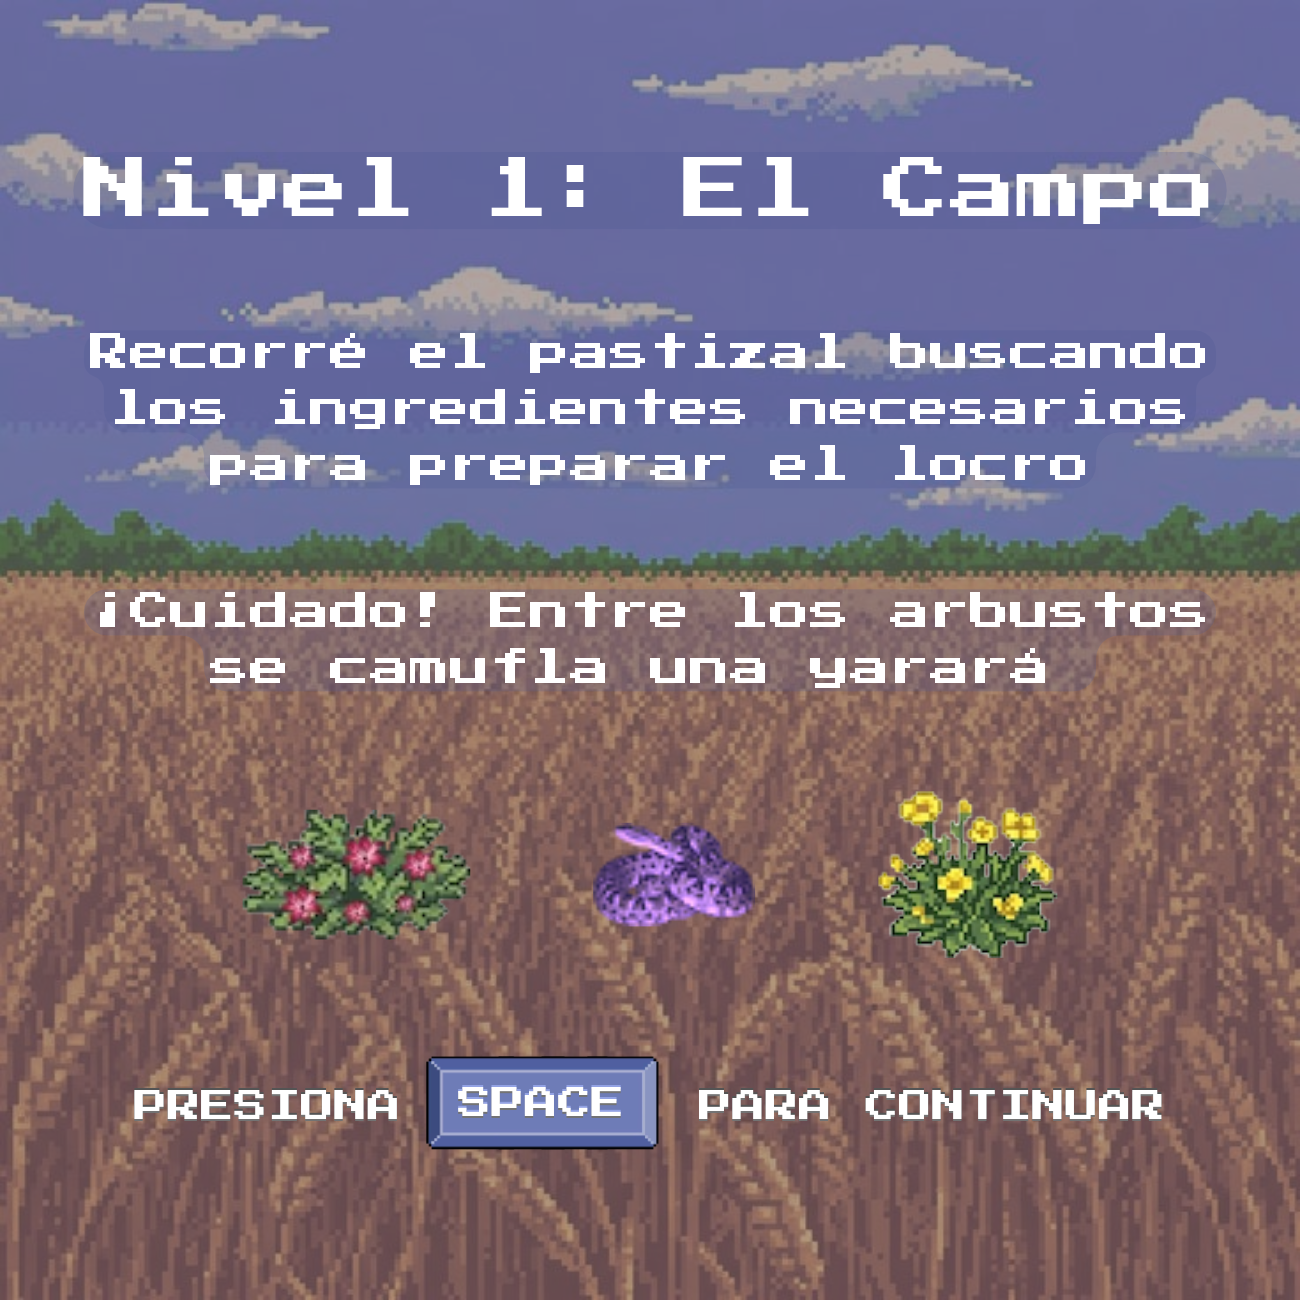 Nivel 1: El Campo
Recorré el pastizal buscando
los ingredientes necesarios
para preparar el locro
¡Cuidado! Entre los arbustos
se camufla una yarará
PRESIONA SPACE PARA CONTINUAR